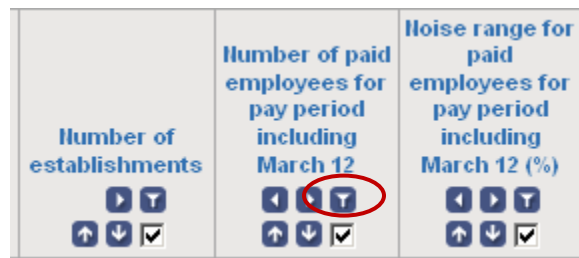 Number of
establishments
Number of paid
employees for
pay period
including
March 12
Noise range for
paid
employees for
pay period
including
March 12 (%)